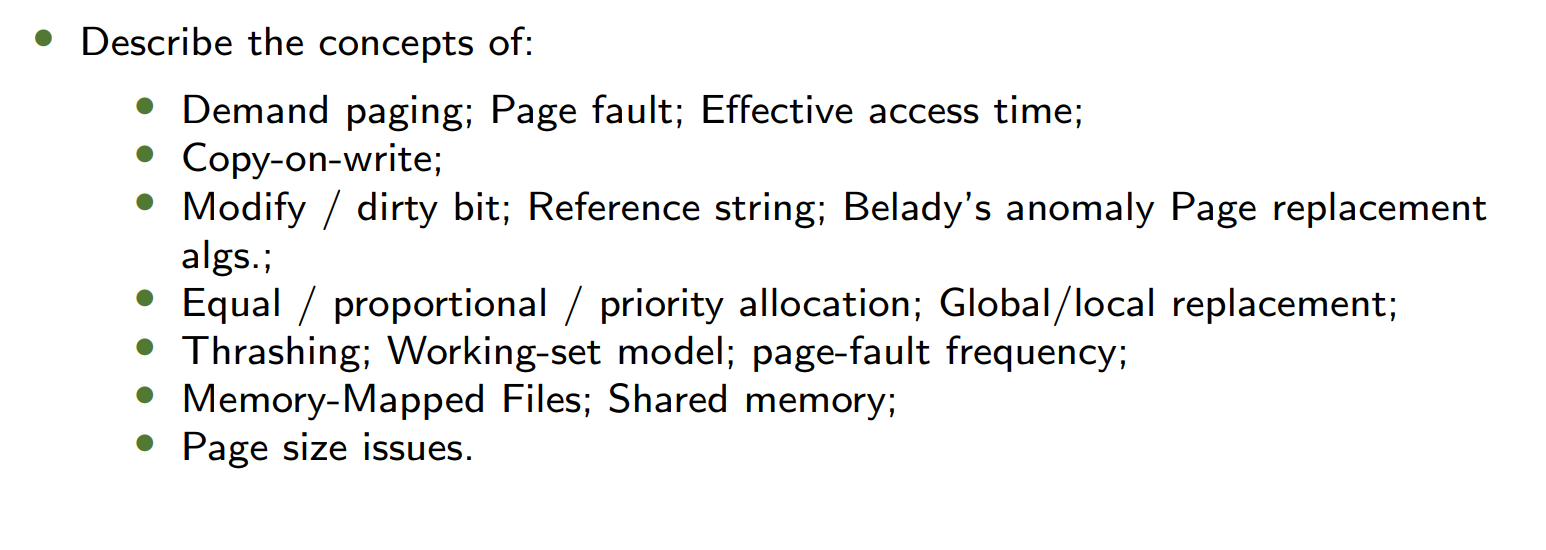 • Describe the concepts of:
• Demand paging; Page fault; Effective access time;
• Copy-on-write;
• Modify / dirty bit; Reference string; Belady's anomaly Page replacement
algs.;
• Equal / proportional / priority allocation; Global/local replacement;
• Thrashing; Working-set model; page-fault frequency;
• Memory-Mapped Files; Shared memory;
• Page size issues.